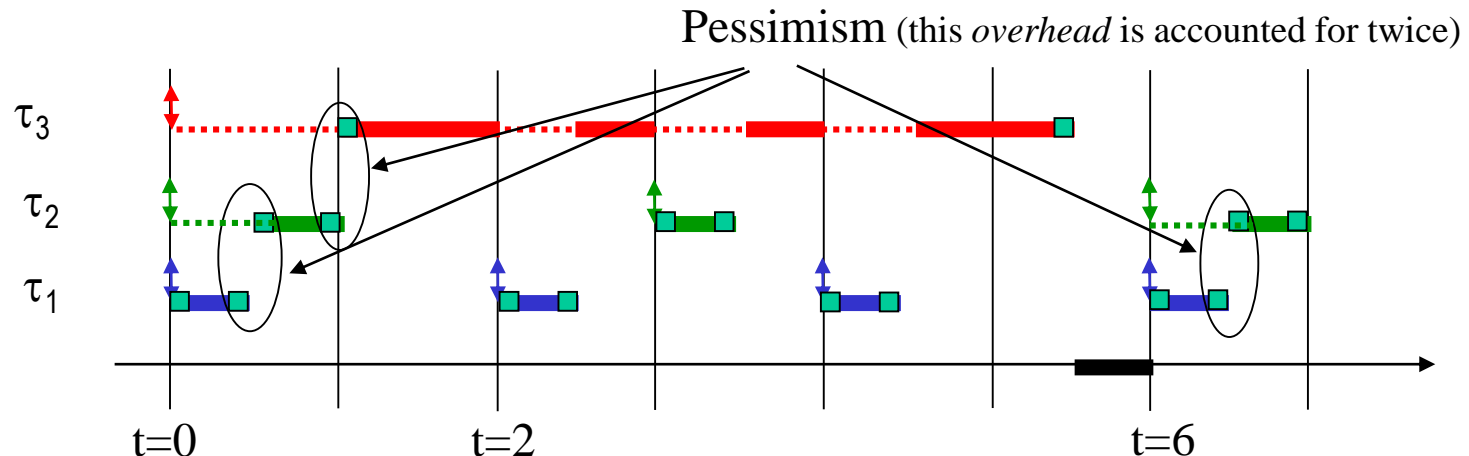 Pessimism (this overhead is accounted for twice)
τ3
τ2
τ1
t=0 t=2 t=6